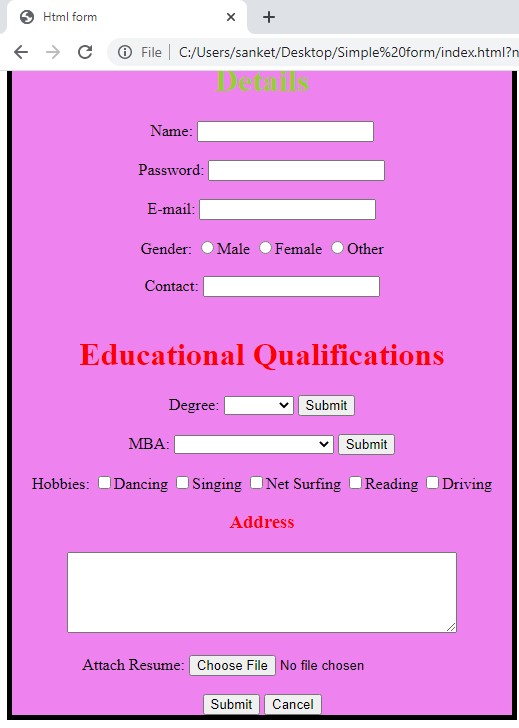 Html form
File C:/Users/sanket/Desktop/Simple%20form/index.html?n
Details
Name:
Password:
E-mail:
Gender: Male Female Other
Contact:
Educational Qualifications
Degree: Submit
MBA: Submit
Hobbies: Dancing Singing Net Surfing Reading Driving
Address
Attach Resume: Choose File No file chosen
Submit Cancel